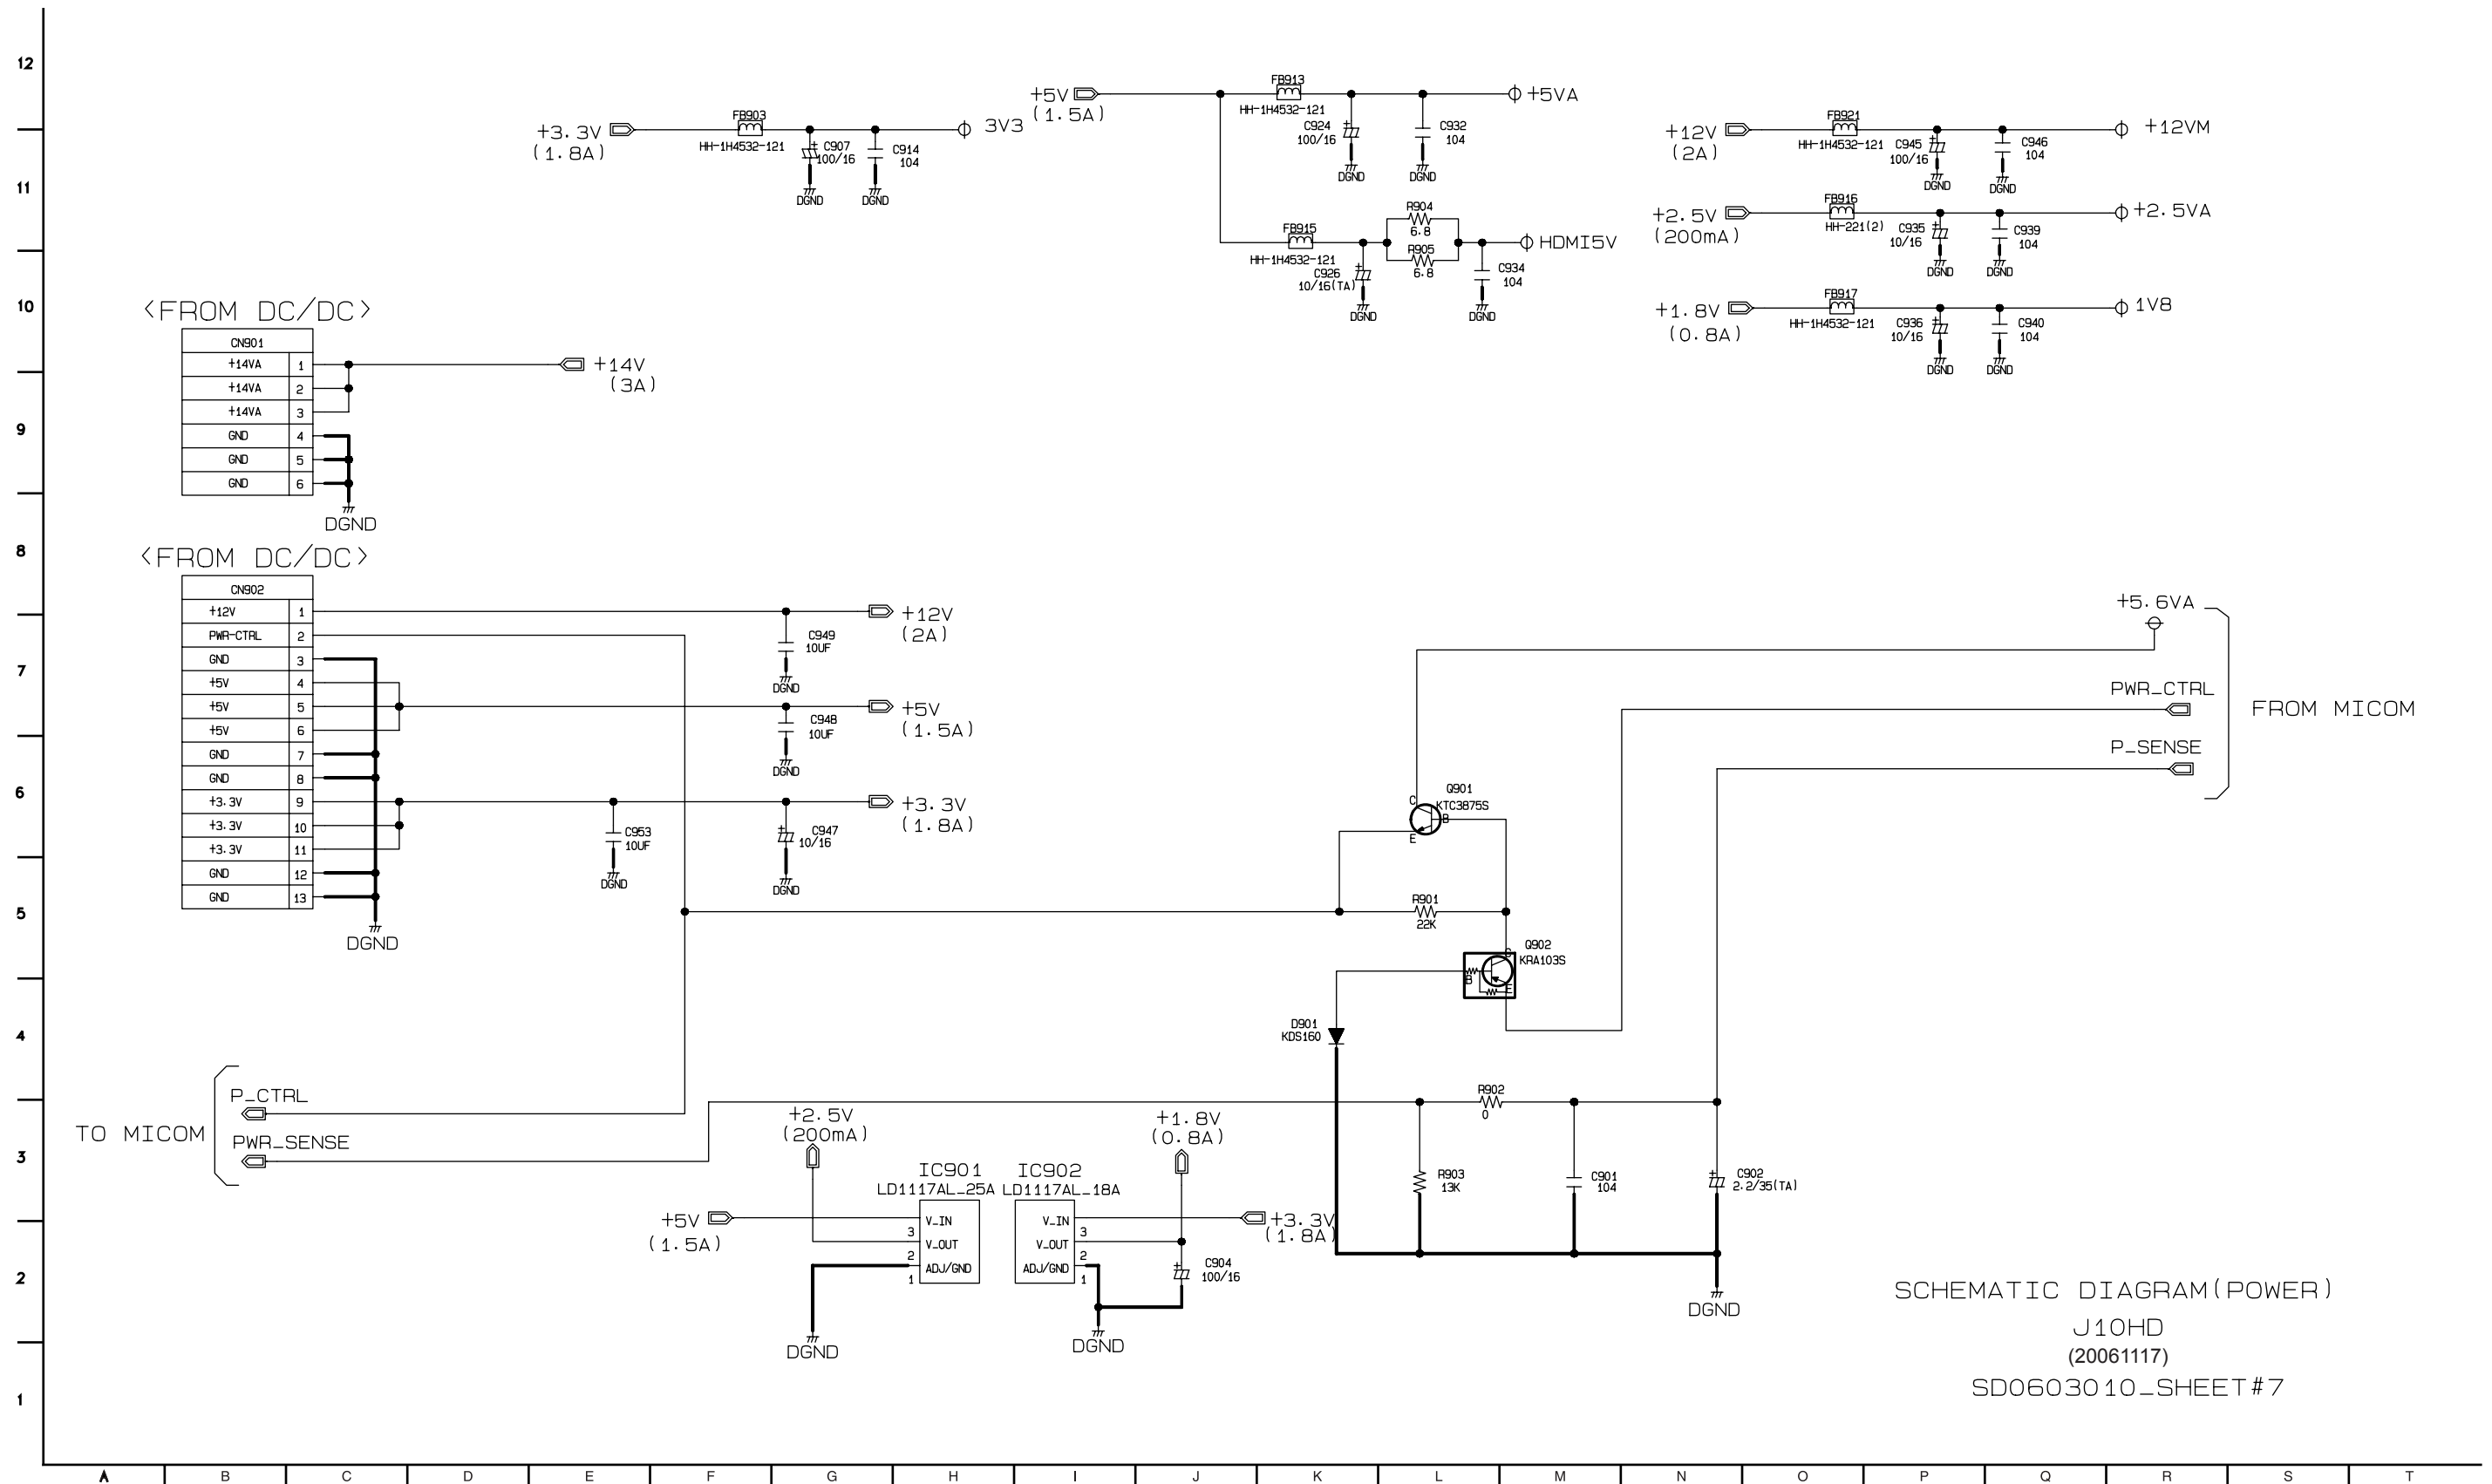 12
11
10
9
8
7
6
5
4
3
2
1
+3.3V
(1.8A)
FB903
HH-1H4532-121
C907
100/16
C914
104
DGND
DGND
3V3
+5V
(1.5A)
FB913
HH-1H4532-121
C924
100/16
C932
104
DGND
DGND
+5VA
FB915
HH-1H4532-121
C926
10/16(TA)
DGND
R904
6.8
R905
6.8
C934
104
DGND
HDMI5V
+12V
(2A)
FB921
HH-1H4532-121
C945
100/16
C946
104
DGND
DGND
+12VM
+2.5V
(200mA)
FB916
HH-221(2)
C935
10/16
C939
104
DGND
DGND
+2.5VA
+1.8V
(0.8A)
FB917
HH-1H4532-121
C936
10/16
C940
104
DGND
DGND
1V8
<FROM DC/DC>
CN901
+14VA 1
+14VA 2
+14VA 3
GND 4
GND 5
GND 6
DGND
+14V
(3A)
<FROM DC/DC>
CN902
+12V 1
PWR-CTRL 2
GND 3
+5V 4
+5V 5
+5V 6
GND 7
GND 8
+3.3V 9
+3.3V 10
+3.3V 11
GND 12
GND 13
DGND
C949
10UF
DGND
+12V
(2A)
C948
10UF
DGND
+5V
(1.5A)
C953
10UF
DGND
C947
10/16
DGND
+3.3V
(1.8A)
+5.6VA
PWR_CTRL
P_SENSE
FROM MICOM
Q901
KTC3875S
C
B
E
R901
22K
Q902
KRA103S
C
B
E
D901
KDS160
R902
0
R903
13K
C901
104
C902
2.2/35(TA)
DGND
TO MICOM
P_CTRL
PWR_SENSE
+2.5V
(200mA)
+5V
(1.5A)
IC901
LD1117AL_25A
V_IN
3
V_OUT
2
ADJ/GND
1
DGND
IC902
LD1117AL_18A
V_IN
3
V_OUT
2
ADJ/GND
1
DGND
+1.8V
(0.8A)
+3.3V
(1.8A)
C904
100/16
SCHEMATIC DIAGRAM(POWER)
J10HD
(20061117)
SD0603010_SHEET#7
A B C D E F G H I J K L M N O P Q R S T